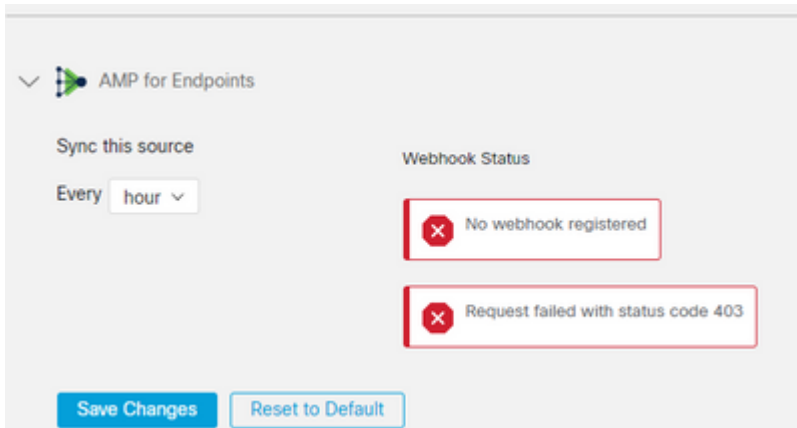 AMP for Endpoints
Sync this source
Every hour
Webhook Status
No webhook registered
Request failed with status code 403
Save Changes
Reset to Default